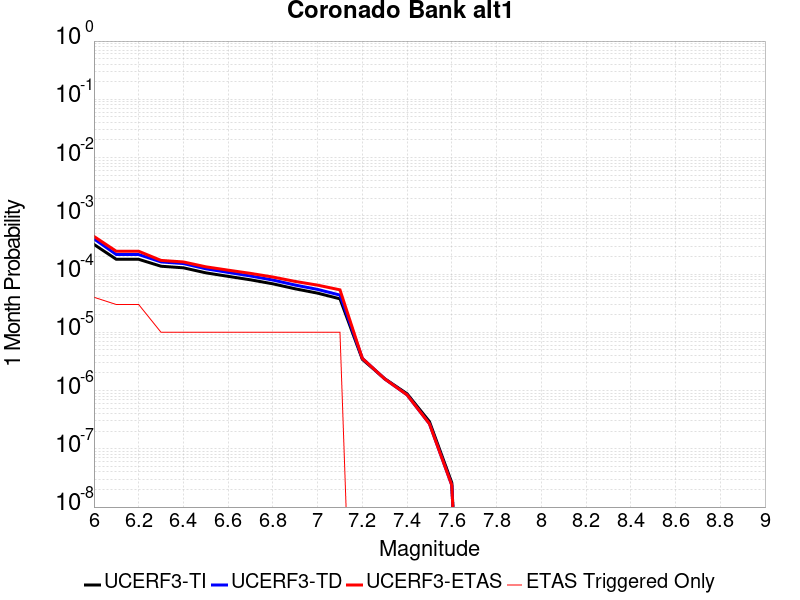 Coronado Bank alt1
1 Month Probability
10^0
10^-1
10^-2
10^-3
10^-4
10^-5
10^-6
10^-7
10^-8
6 6.2 6.4 6.6 6.8 7 7.2 7.4 7.6 7.8 8 8.2 8.4 8.6 8.8 9
Magnitude
UCERF3-TI UCERF3-TD UCERF3-ETAS ETAS Triggered Only